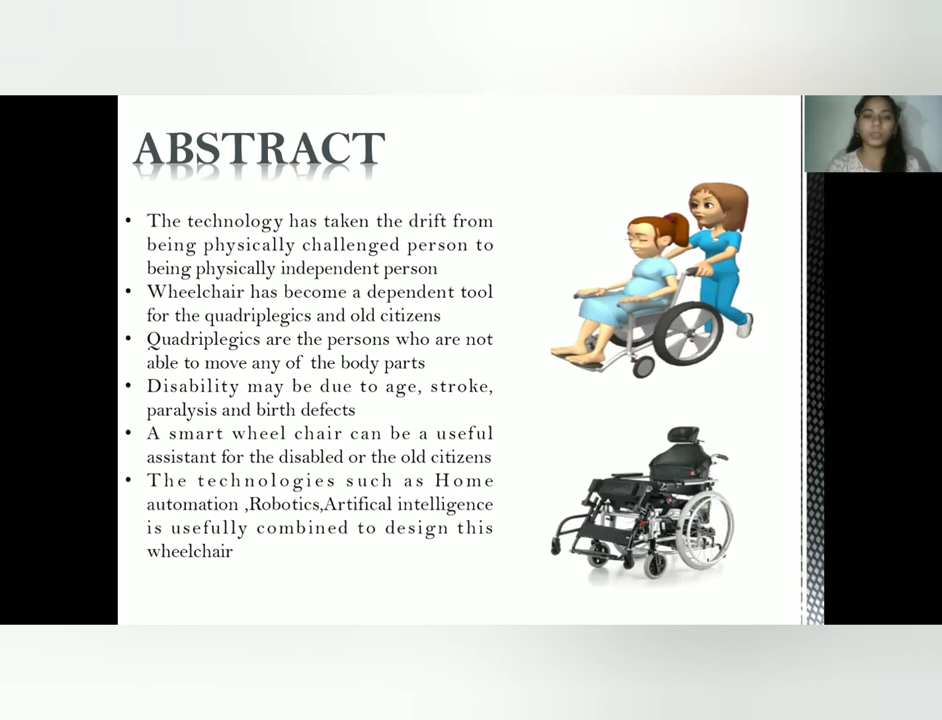 ABSTRACT
• The technology has taken the drift from
being physically challenged person to
being physically independent person
• Wheelchair has become a dependent tool
for the quadriplegics and old citizens
• Quadriplegics are the persons who are not
able to move any of the body parts
• Disability may be due to age, stroke,
paralysis and birth defects
• A smart wheel chair can be a useful
assistant for the disabled or the old citizens
• The technologies such as Home
automation ,Robotics,Artifical intelligence
is usefully combined to design this
wheelchair